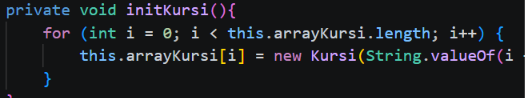 private void initKursi(){
    for (int i = 0; i < this.arrayKursi.length; i++) {
        this.arrayKursi[i] = new Kursi(String.valueOf(i
    }